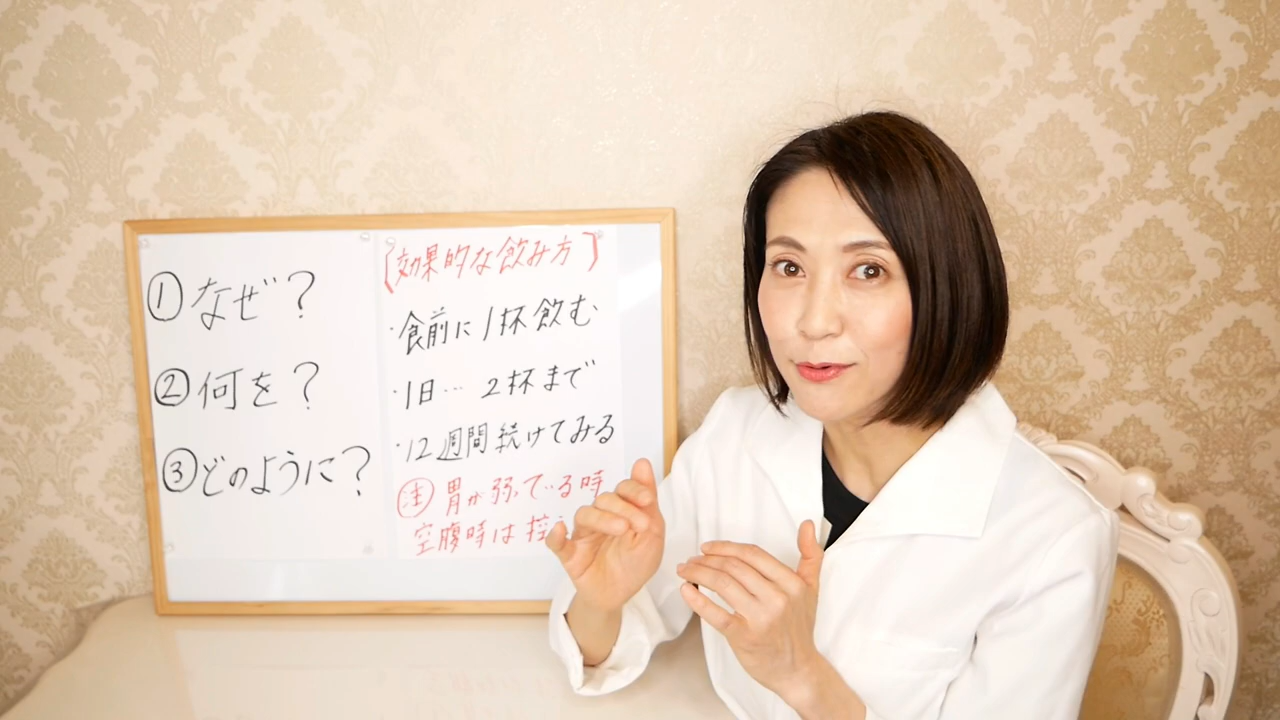 ①なぜ？
②何を？
③どのように？
[効果的な飲み方]
・食前に1杯飲む
・1日…2杯まで
・12週間続けてみる
㊟胃が弱っている時
空腹時は控